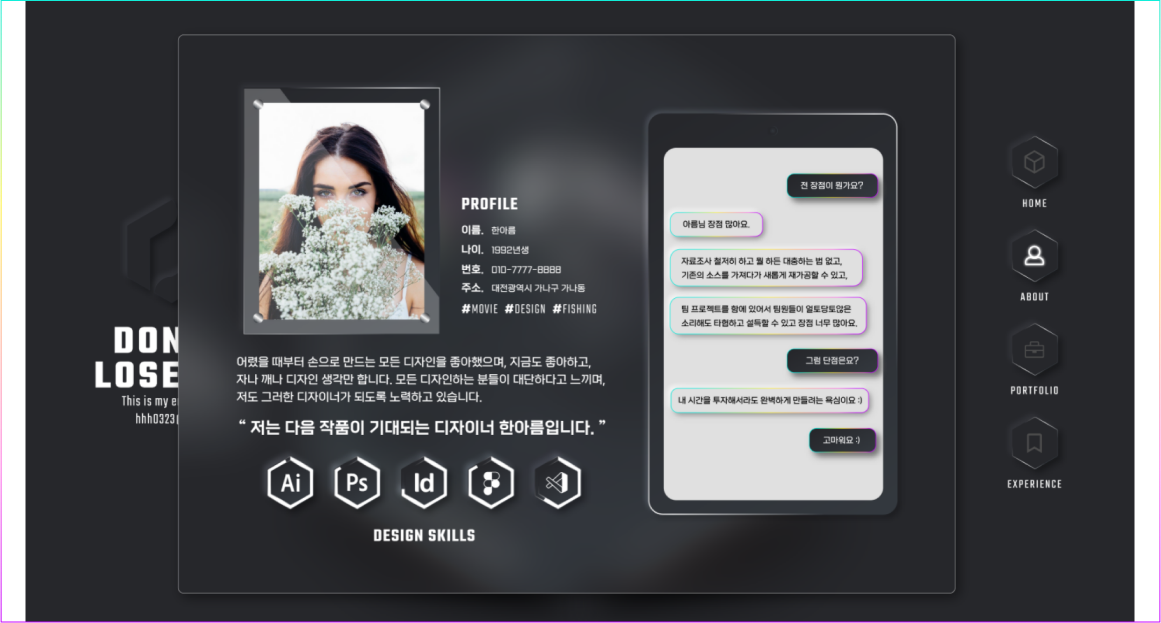 DON
LOSE
This is my e
hhh0323
PROFILE
이름. 한아름
나이. 1992년생
번호. 010-7777-8888
주소. 대전광역시 가나구 가나동
#MOVIE #DESIGN #FISHING
어렸을 때부터 손으로 만드는 모든 디자인을 좋아했으며, 지금도 좋아하고,
자나 깨나 디자인 생각만 합니다. 모든 디자인하는 분들이 대단하다고 느끼며,
저도 그러한 디자이너가 되도록 노력하고 있습니다.
“ 저는 다음 작품이 기대되는 디자이너 한아름입니다. ”
Ai Ps Id
DESIGN SKILLS
전 장점이 뭔가요?
아름님 장점 많아요.
자료조사 철저히 하고 뭘 하든 대충하는 법 없고,
기존의 소스를 가져다가 새롭게 재가공할 수 있고,
팀 프로젝트를 함에 있어서 팀원들이 얼토당토않은
소리해도 타협하고 설득할 수 있고 장점 너무 많아요.
그럼 단점은요?
내 시간을 투자해서라도 완벽하게 만들려는 욕심이요 :)
고마워요 :)
HOME
ABOUT
PORTFOLIO
EXPERIENCE